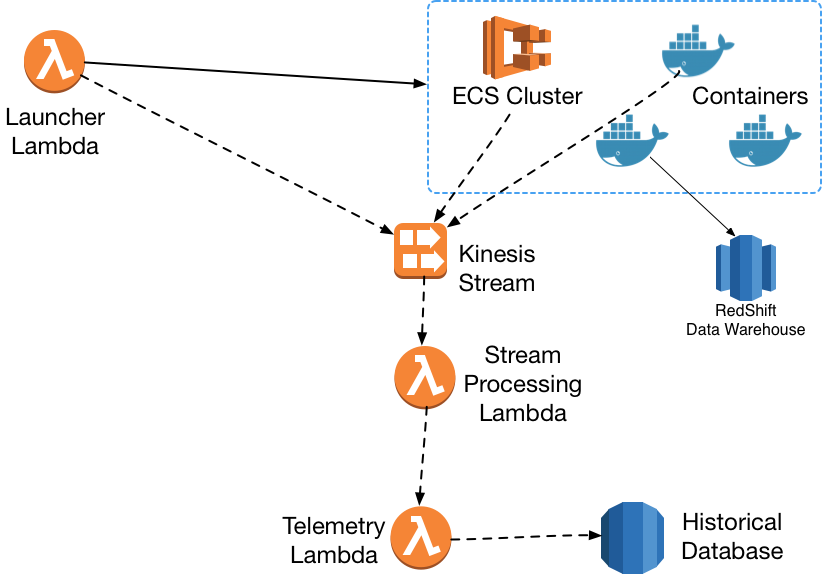 Launcher
Lambda
ECS Cluster
Containers
Kinesis
Stream
RedShift
Data Warehouse
Stream
Processing
Lambda
Telemetry
Lambda
Historical
Database